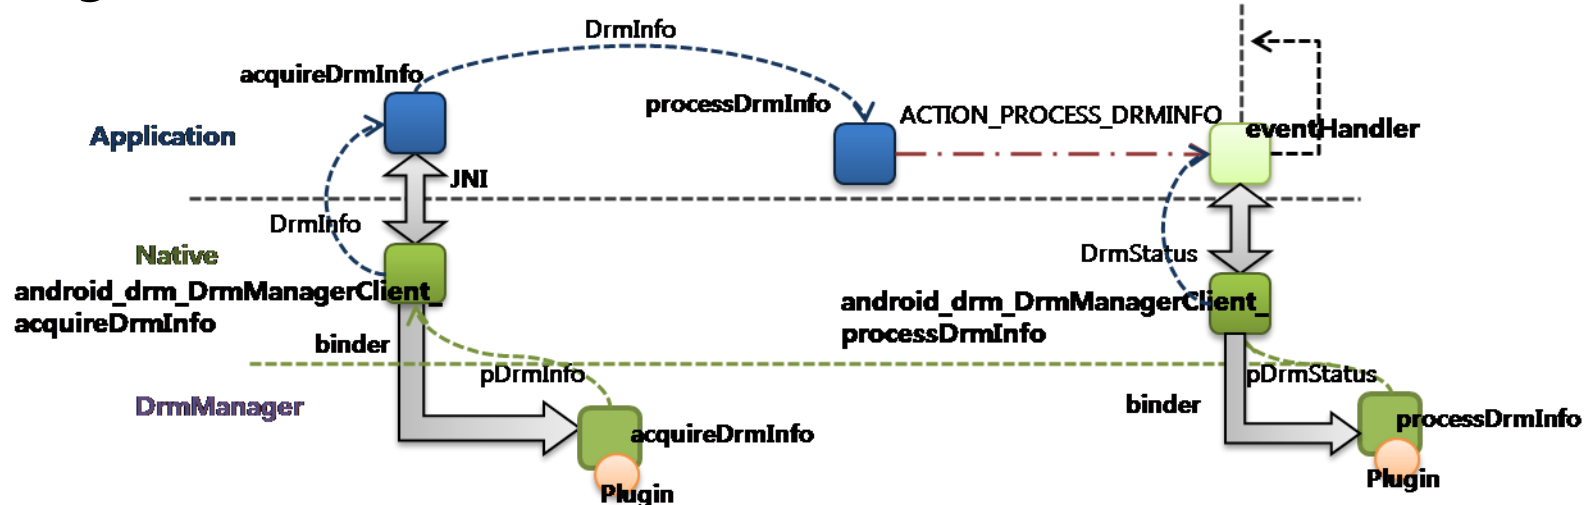 DrmInfo
acquireDrmInfo
processDrmInfo
ACTION_PROCESS_DRMINFO
eventHandler
Application
JNI
DrmInfo
DrmStatus
Native
android_drm_DrmManagerClient_
acquireDrmInfo
android_drm_DrmManagerClient_
processDrmInfo
binder
pDrmInfo
pDrmStatus
DrmManager
binder
acquireDrmInfo
processDrmInfo
Plugin
Plugin